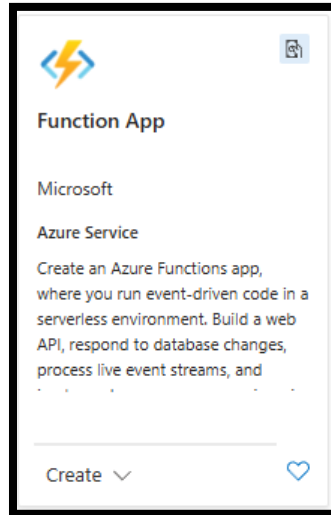 Function App
Microsoft
Azure Service
Create an Azure Functions app,
where you run event-driven code in a
serverless environment. Build a web
API, respond to database changes,
process live event streams, and
Create